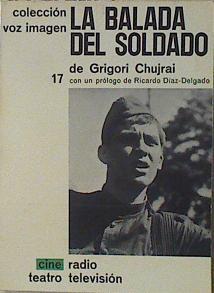 colección
voz imagen
LA BALADA
DEL SOLDADO
de Grigori Chujrai
17 con un prólogo de Ricardo Díaz-Delgado
cine radio
teatro televisión